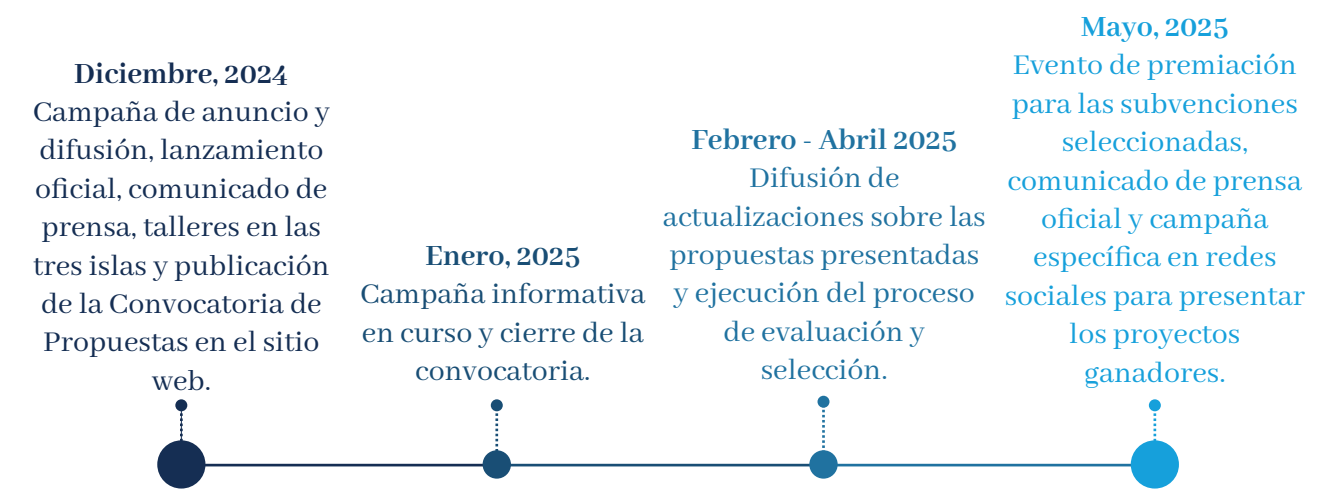 Diciembre, 2024
Campaña de anuncio y
difusión, lanzamiento
oficial, comunicado de
prensa, talleres en las
tres islas y publicación
de la Convocatoria de
Propuestas en el sitio
web.
Enero, 2025
Campaña informativa
en curso y cierre de la
convocatoria.
Febrero - Abril 2025
Difusión de
actualizaciones sobre las
propuestas presentadas
y ejecución del proceso
de evaluación y
selección.
Mayo, 2025
Evento de premiación
para las subvenciones
seleccionadas,
comunicado de prensa
oficial y campaña
específica en redes
sociales para presentar
los proyectos
ganadores.